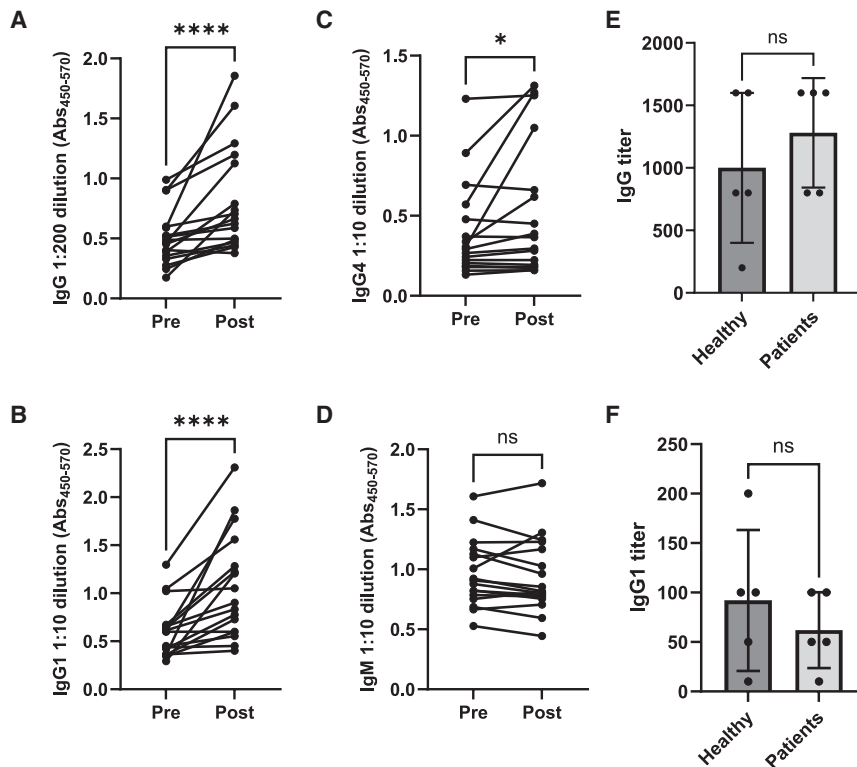 A
****
IgG 1:200 dilution (Abs450-570)
2.0
1.5
1.0
0.5
0.0
Pre Post
B
****
IgG1 1:10 dilution (Abs450-570)
2.5
2.0
1.5
1.0
0.5
0.0
Pre Post
C
*
IgG4 1:10 dilution (Abs450-570)
1.5
1.0
0.5
0.0
Pre Post
D
ns
IgM 1:10 dilution (Abs450-570)
2.0
1.5
1.0
0.5
0.0
Pre Post
E
ns
IgG titer
2000
1500
1000
500
0
Healthy Patients
F
ns
IgG1 titer
250
200
150
100
50
0
Healthy Patients